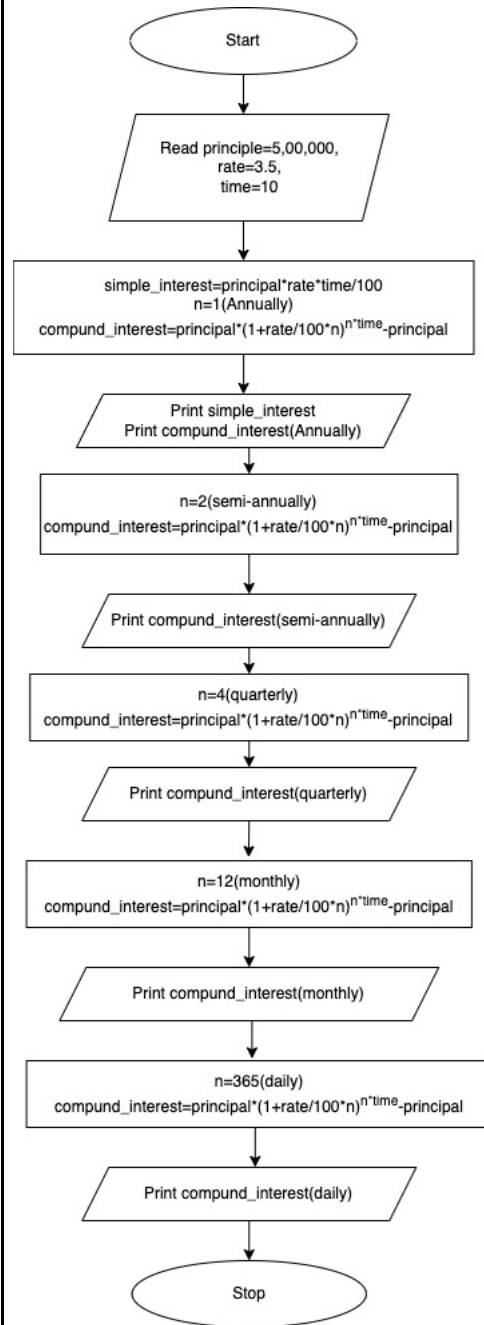 Start
Read principle=5,00,000,
rate=3.5,
time=10
simple_interest=principal*rate*time/100
n=1(Annually)
compund_interest=principal*(1+rate/100*n)^n*time-principal
Print simple_interest
Print compund_interest(Annually)
n=2(semi-annually)
compund_interest=principal*(1+rate/100*n)^n*time-principal
Print compund_interest(semi-annually)
n=4(quarterly)
compund_interest=principal*(1+rate/100*n)^n*time-principal
Print compund_interest(quarterly)
n=12(monthly)
compund_interest=principal*(1+rate/100*n)^n*time-principal
Print compund_interest(monthly)
n=365(daily)
compund_interest=principal*(1+rate/100*n)^n*time-principal
Print compund_interest(daily)
Stop